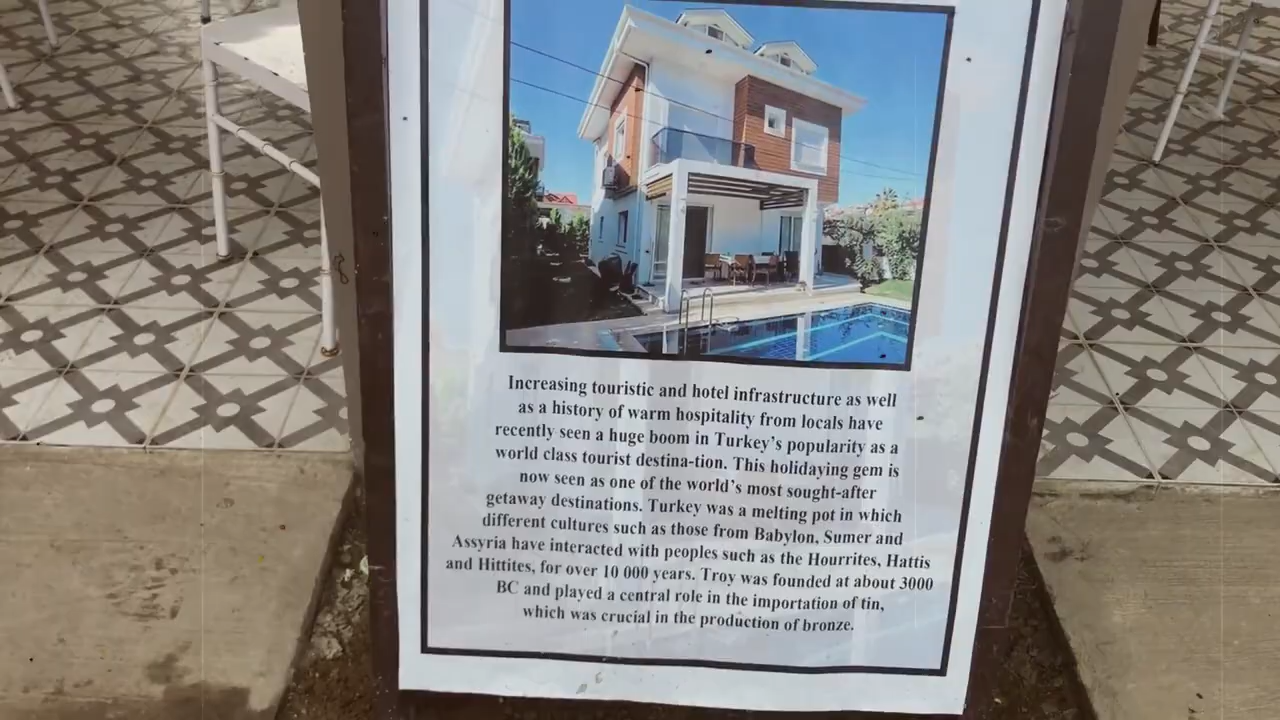 Increasing touristic and hotel infrastructure as well
as a history of warm hospitality from locals have
recently seen a huge boom in Turkey's popularity as a
world class tourist destina-tion. This holidaying gem is
now seen as one of the world's most sought-after
getaway destinations. Turkey was a melting pot in which
different cultures such as those from Babylon, Sumer and
Assyria have interacted with peoples such as the Hourrites, Hattis
and Hittites, for over 10 000 years. Troy was founded at about 3000
BC and played a central role in the importation of tin,
which was crucial in the production of bronze.